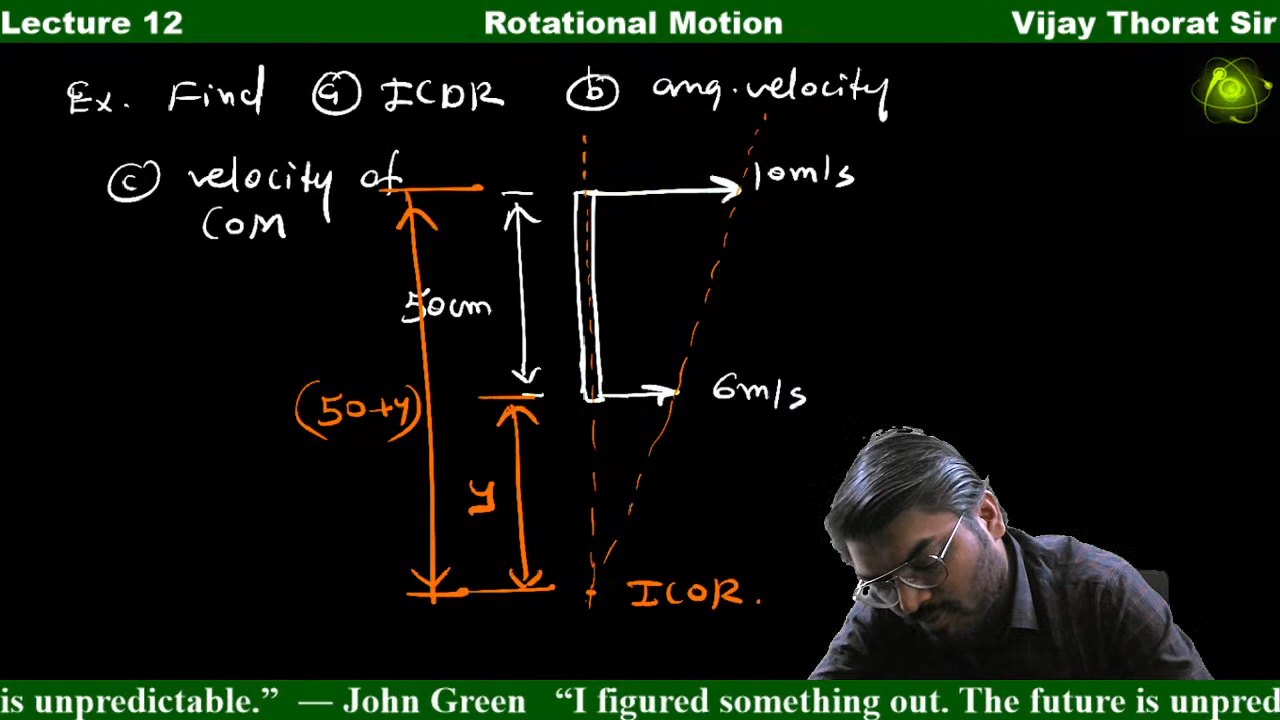 Lecture 12
Rotational Motion
Vijay Thorat Sir
Ex. Find (a) ICOR (b) ang. velocity
(c) velocity of
COM
10m/s
50cm
6m/s
(50+y)
y
ICOR.
is unpredictable.” — John Green “I figured something out. The future is unpred